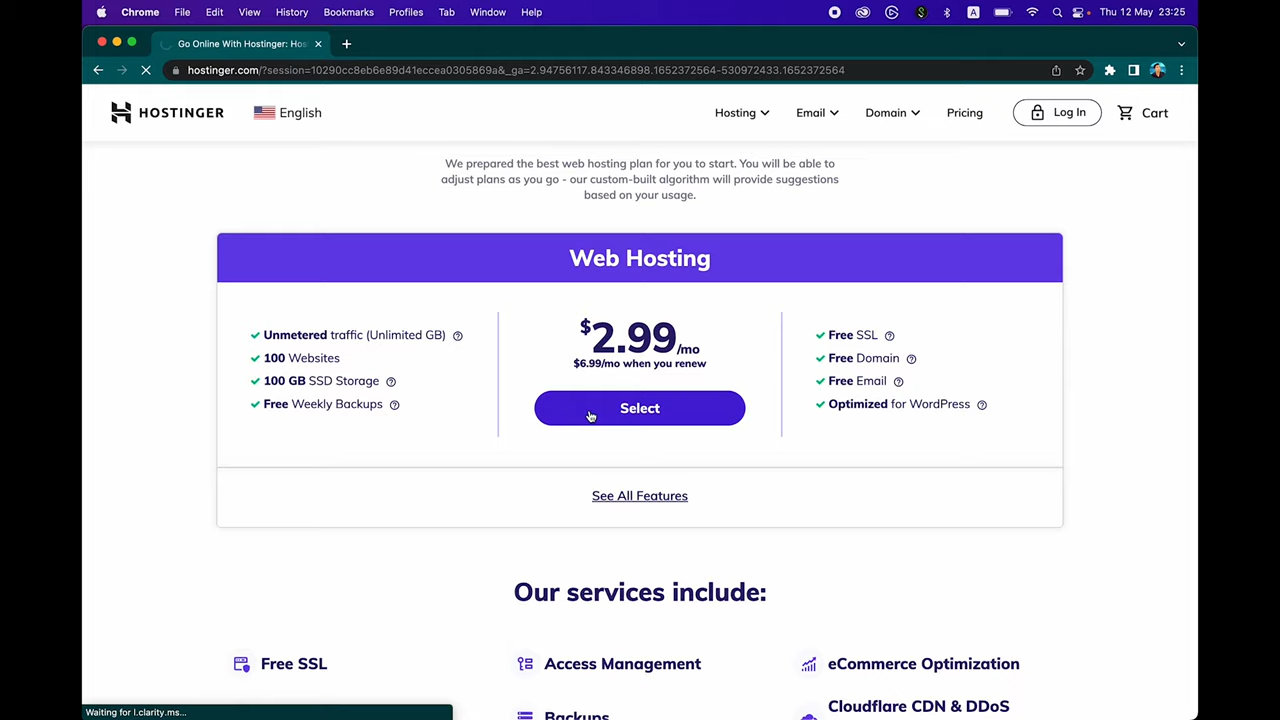 Chrome File Edit View History Bookmarks Profiles Tab Window Help A Thu 12 May 23:25
Go Online With Hostinger: Hos
hostinger.com/?session=10290cc8eb6e89d41eccea0305869a&_ga=2.94756117.843346898.1652372564-530972433.1652372564
HOSTINGER English Hosting Email Domain Pricing Log In Cart
We prepared the best web hosting plan for you to start. You will be able to
adjust plans as you go - our custom-built algorithm will provide suggestions
based on your usage.
Web Hosting
Unmetered traffic (Unlimited GB)
100 Websites
100 GB SSD Storage
Free Weekly Backups
$2.99/mo
$6.99/mo when you renew
Select
Free SSL
Free Domain
Free Email
Optimized for WordPress
See All Features
Our services include:
Free SSL Access Management eCommerce Optimization
Backups Cloudflare CDN & DDoS
Waiting for l.clarity.ms...